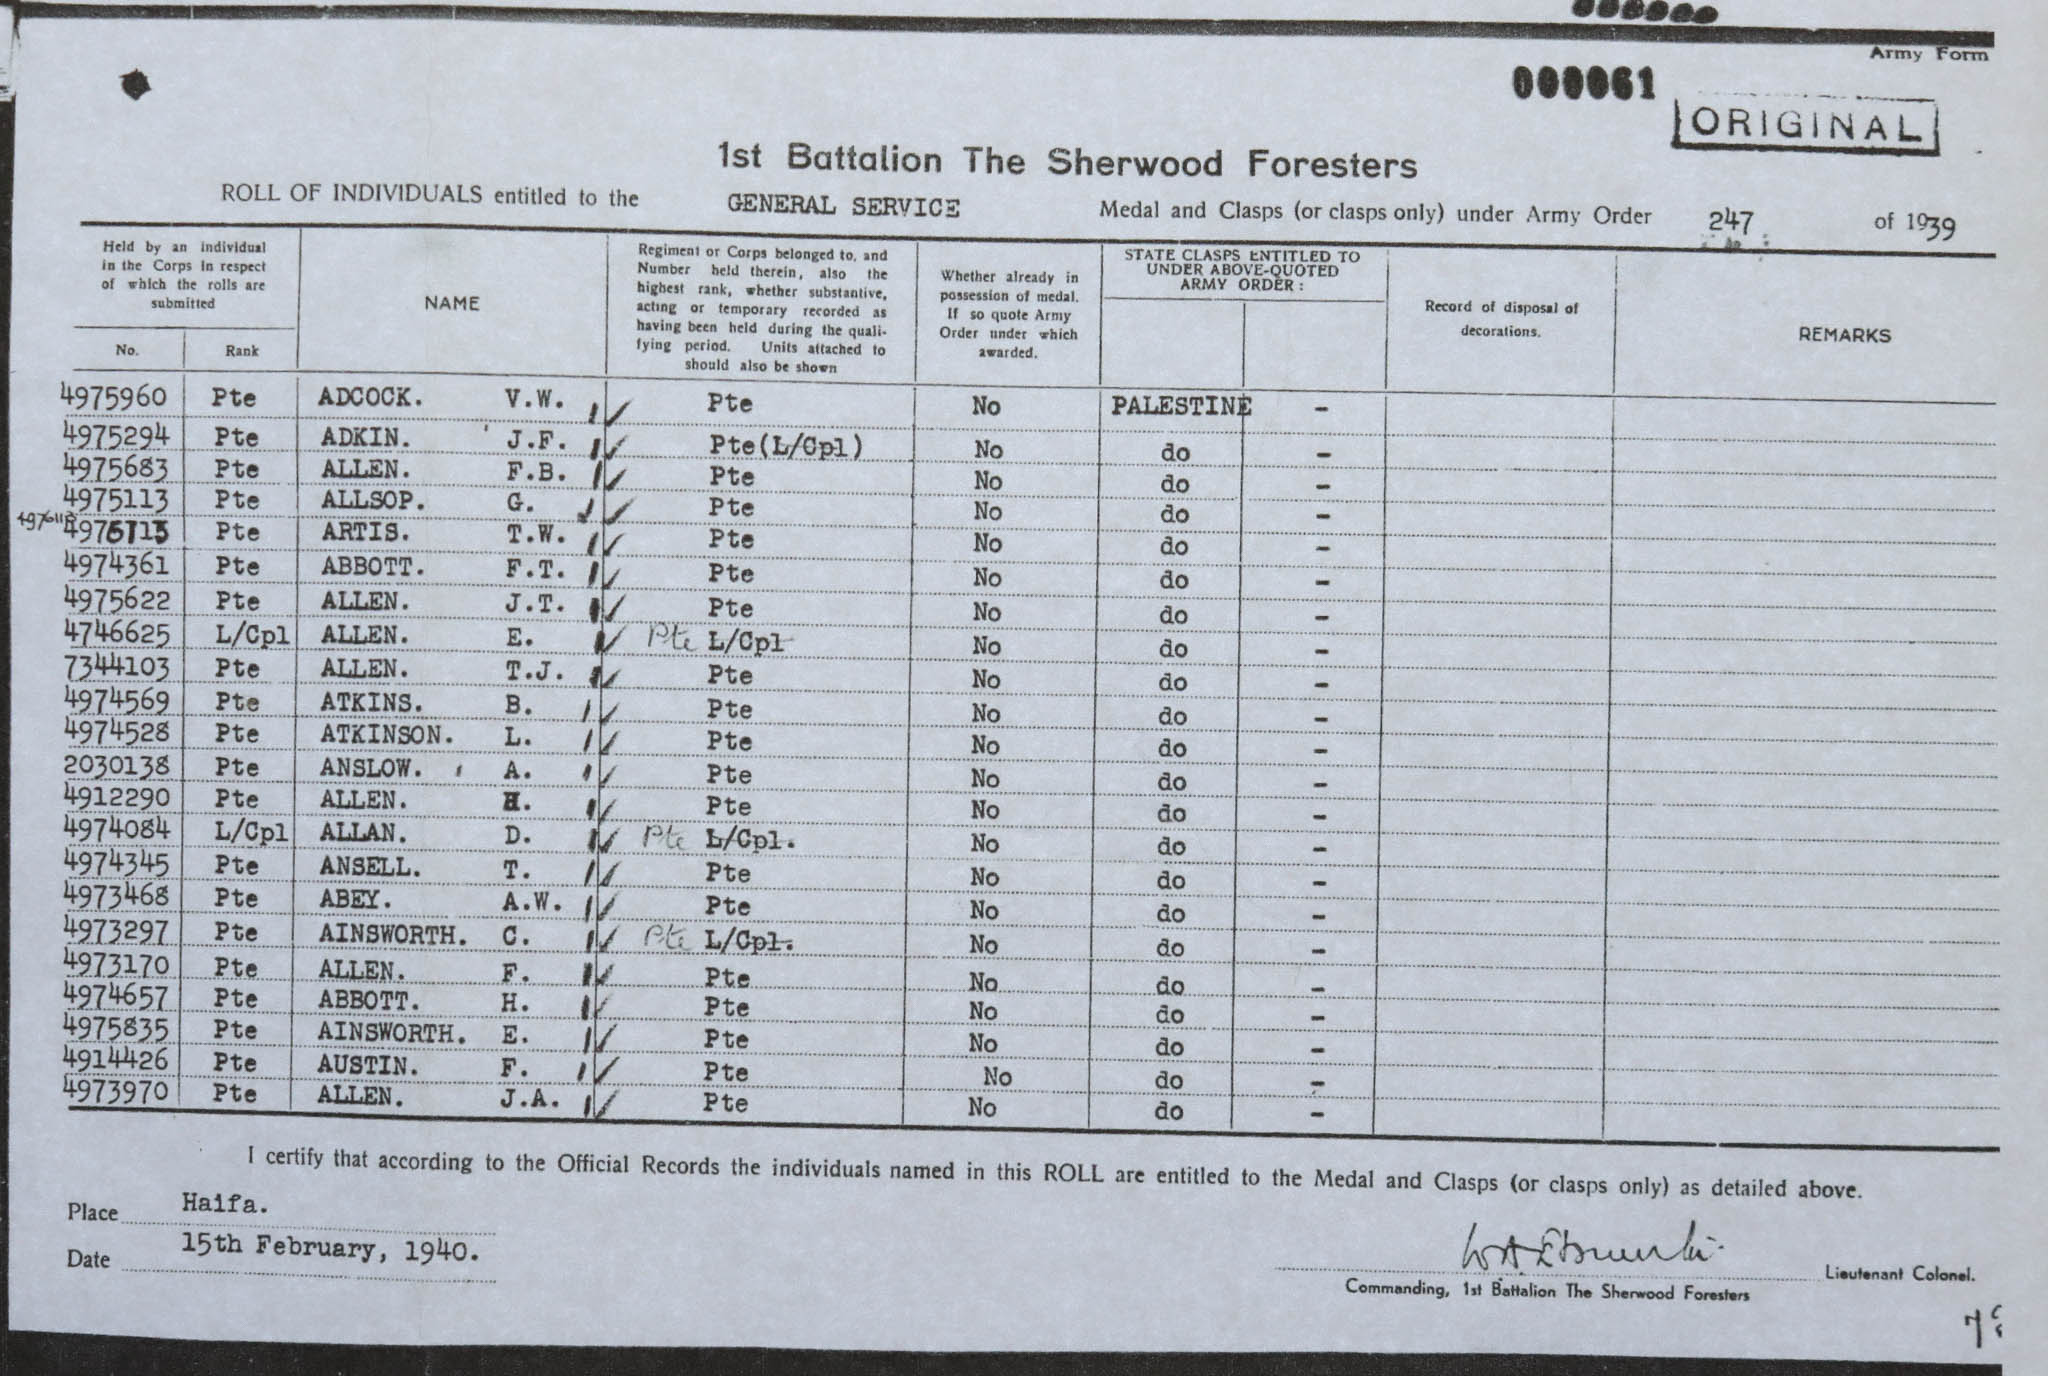 Army Form
000061
ORIGINAL
1st Battalion The Sherwood Foresters
ROLL OF INDIVIDUALS entitled to the GENERAL SERVICE Medal and Clasps (or clasps only) under Army Order 247 of 1939
Held by an individual in the Corps in respect of which the rolls are submitted
No. Rank
NAME
Regiment or Corps belonged to, and Number held therein, also the highest rank, whether substantive, acting or temporary recorded as having been held during the quali-fying period. Units attached to should also be shown
Whether already in possession of medal. If so quote Army Order under which awarded.
STATE CLASPS ENTITLED TO UNDER ABOVE-QUOTED ARMY ORDER :
Record of disposal of decorations.
REMARKS
4975960 Pte ADCOCK. V.W. Pte No PALESTINE -
4975294 Pte ADKIN. J.F. Pte(L/Cpl) No do -
4975683 Pte ALLEN. F.B. Pte No do -
4975113 Pte ALLSOP. G. Pte No do -
4976113 Pte ARTIS. T.W. Pte No do -
4974361 Pte ABBOTT. F.T. Pte No do -
4975622 Pte ALLEN. J.T. Pte No do -
4746625 L/Cpl ALLEN. E. Pte L/Cpl No do -
7344103 Pte ALLEN. T.J. Pte No do -
4974569 Pte ATKINS. B. Pte No do -
4974528 Pte ATKINSON. L. Pte No do -
2030138 Pte ANSLOW. A. Pte No do -
4912290 Pte ALLEN. H. Pte No do -
4974084 L/Cpl ALLAN. D. Pte L/Cpl. No do -
4974345 Pte ANSELL. T. Pte No do -
4973468 Pte ABEY. A.W. Pte No do -
4973297 Pte AINSWORTH. C. Pte L/Cpl. No do -
4973170 Pte ALLEN. F. Pte No do -
4974657 Pte ABBOTT. H. Pte No do -
4975835 Pte AINSWORTH. E. Pte No do -
4914426 Pte AUSTIN. F. Pte No do -
4973970 Pte ALLEN. J.A. Pte No do -
I certify that according to the Official Records the individuals named in this ROLL are entitled to the Medal and Clasps (or clasps only) as detailed above.
Place Haifa.
Date 15th February, 1940.
Lieutenant Colonel.
Commanding, 1st Battalion The Sherwood Foresters